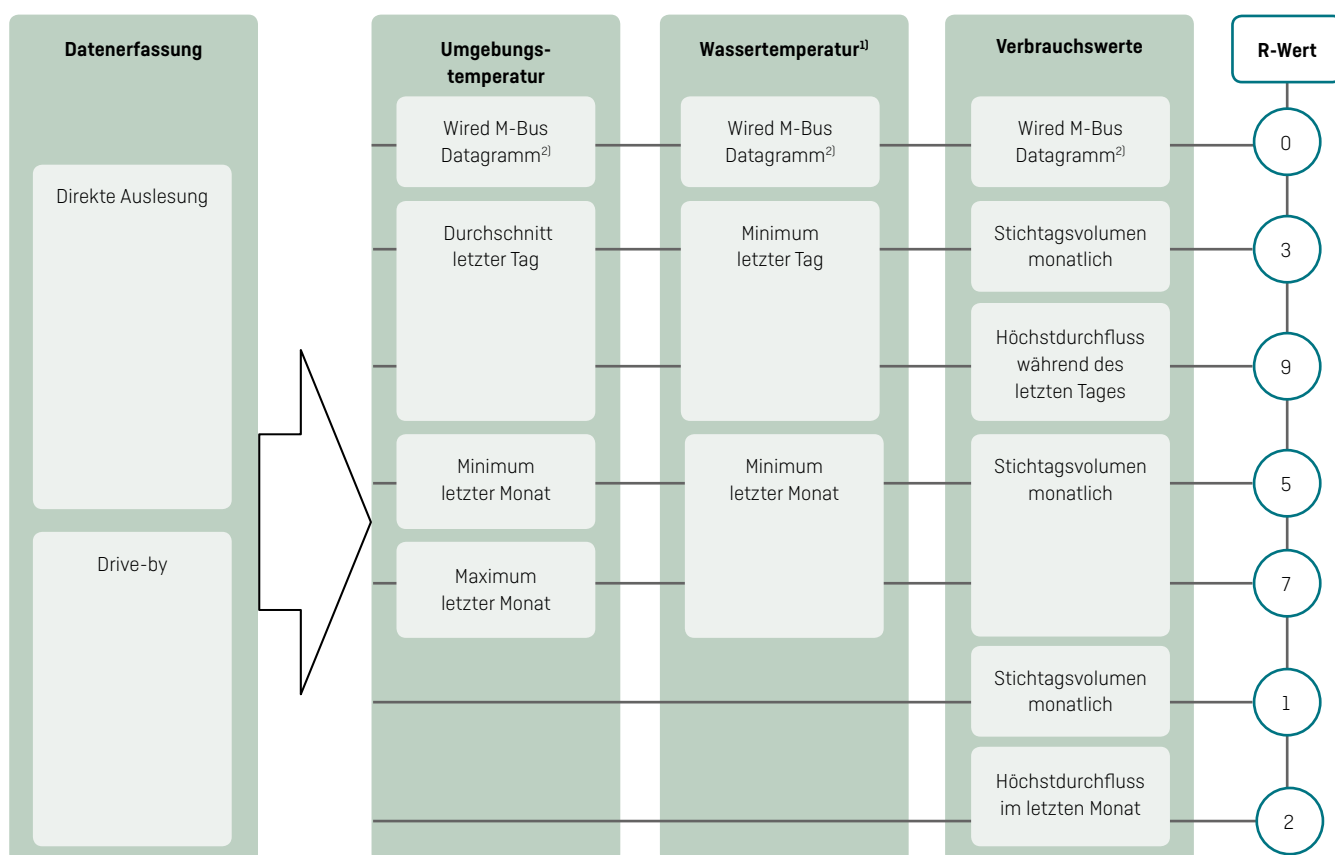 Datenerfassung
Umgebungs-
temperatur
Wassertemperatur1)
Verbrauchswerte
R-Wert
Direkte Auslesung
Drive-by
Wired M-Bus
Datagramm2)
Wired M-Bus
Datagramm2)
Wired M-Bus
Datagramm2)
0
Durchschnitt
letzter Tag
Minimum
letzter Tag
Stichtagsvolumen
monatlich
3
Höchstdurchfluss
während des
letzten Tages
9
Minimum
letzter Monat
Minimum
letzter Monat
Stichtagsvolumen
monatlich
5
Maximum
letzter Monat
7
Stichtagsvolumen
monatlich
1
Höchstdurchfluss
im letzten Monat
2